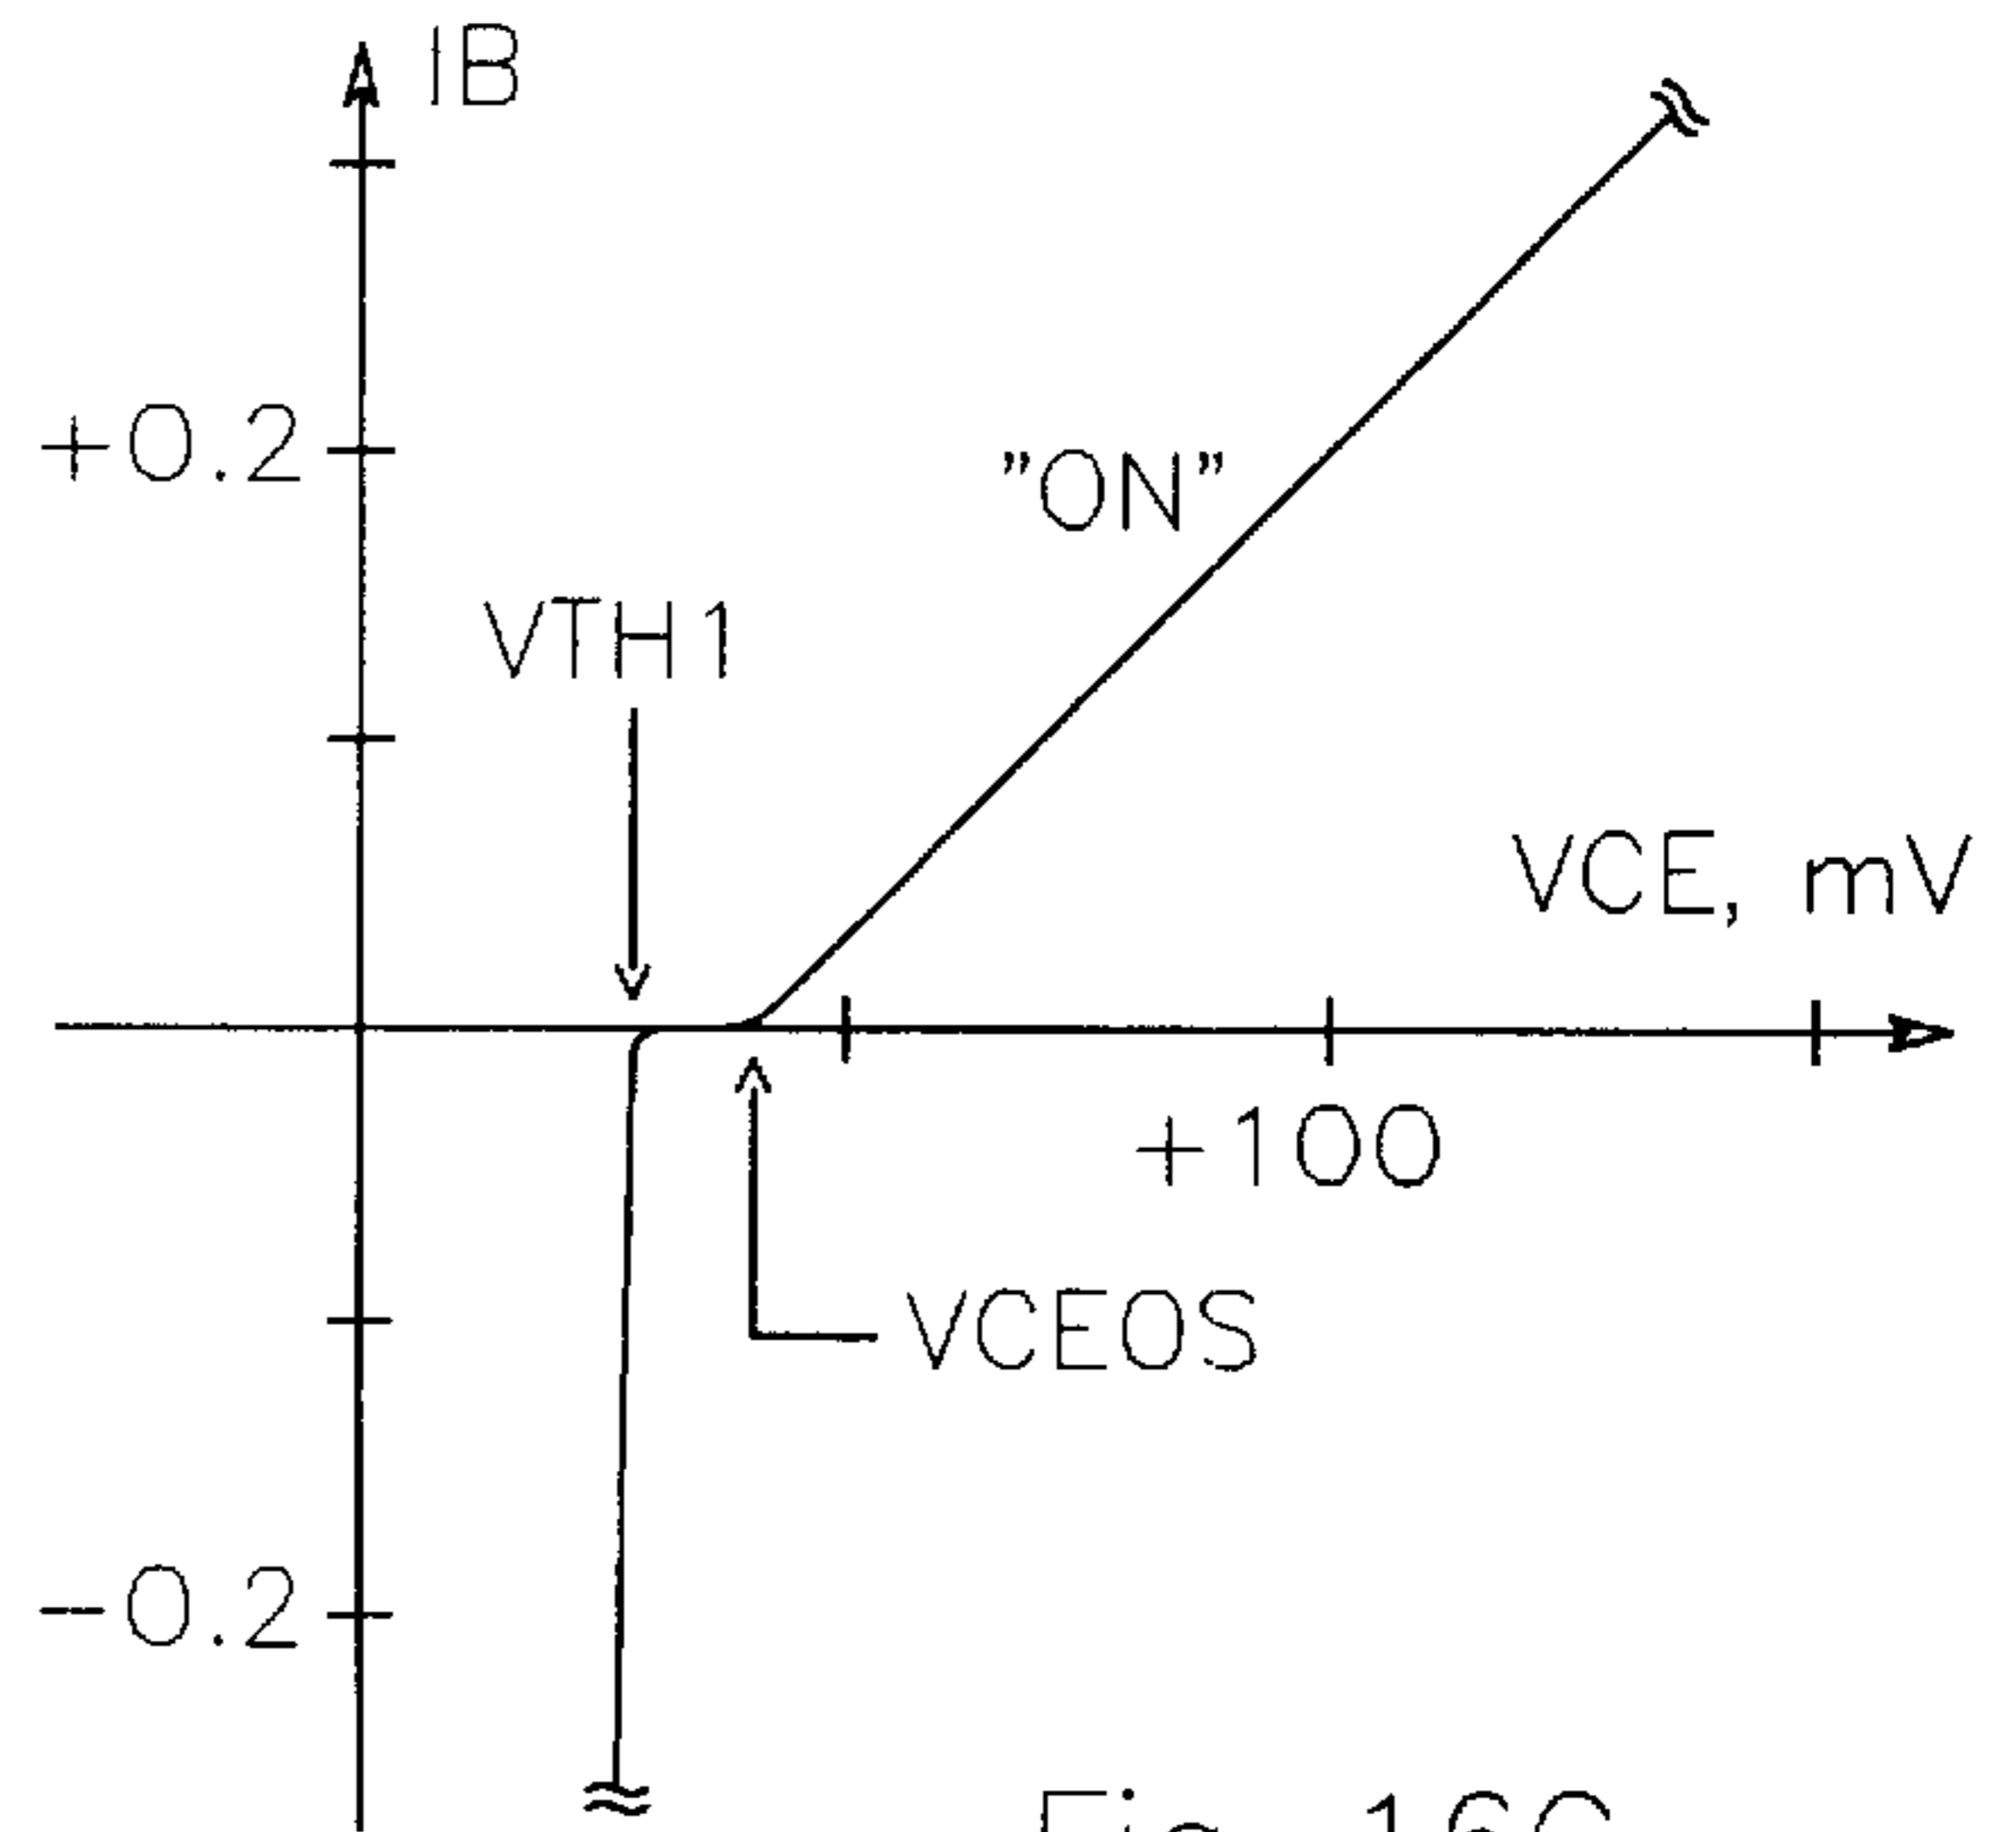 IB
+0.2
"ON"
VTH1
VCE, mV
+100
VCEOS
-0.2